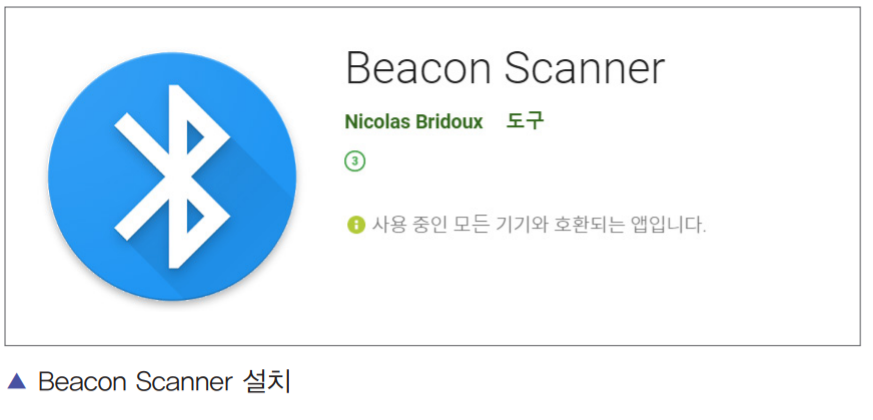 Beacon Scanner
Nicolas Bridoux 도구
3
사용 중인 모든 기기와 호환되는 앱입니다.
▲ Beacon Scanner 설치